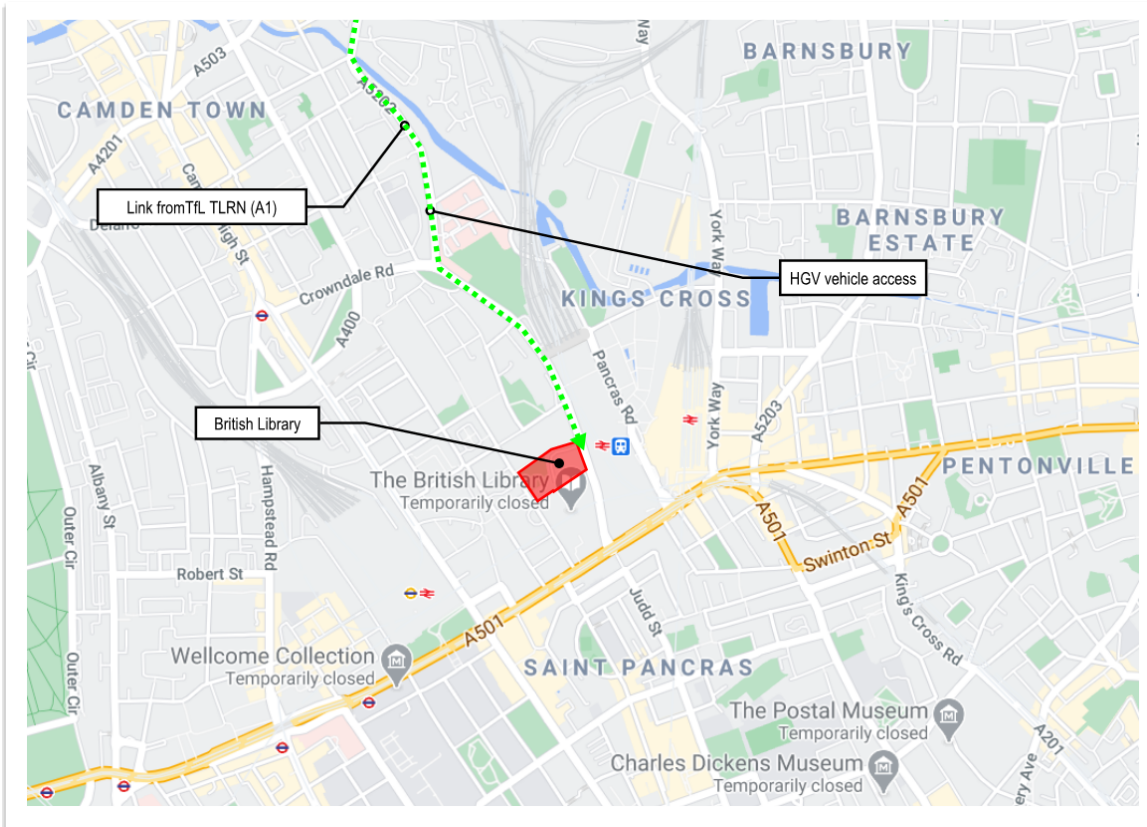 Way
BARNSBURY
A503
A5202
CAMDEN TOWN
A4201
Link fromTfL TLRN (A1)
High St
York Way
BARNSBURY
ESTATE
HGV vehicle access
Crowndale Rd
KINGS CROSS
A400
Pancras Rd
York Way
A5203
British Library
The British Library
Temporarily closed
PENTONVILLE
Albany St
Hampstead Rd
A501
A501
Swinton St
Outer Cir
Robert St
Judd St
King's Cross Rd
A501
Wellcome Collection
Temporarily closed
SAINT PANCRAS
Outer Cir
The Postal Museum
Temporarily closed
A201
Charles Dickens Museum
Temporarily closed